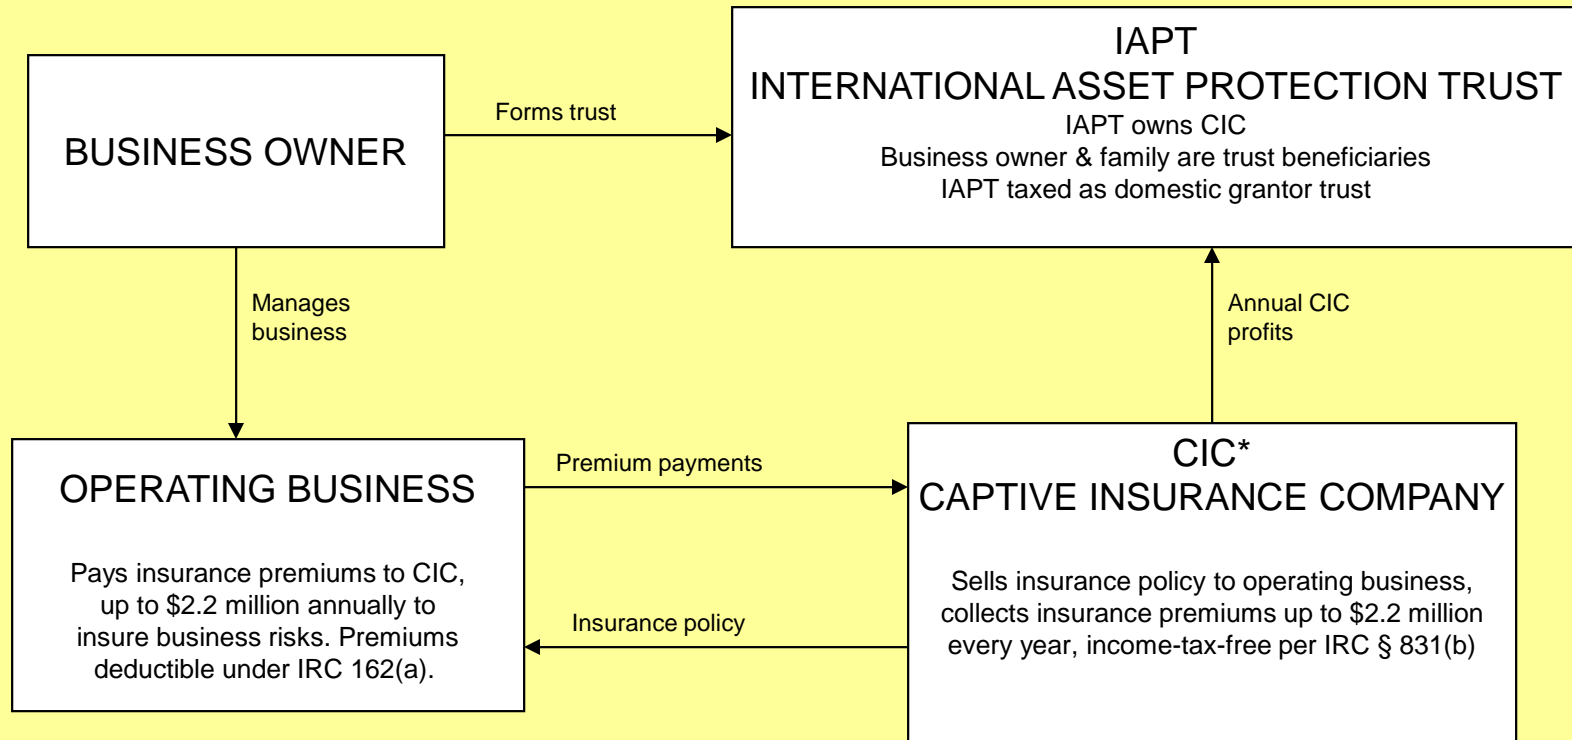 IAPT
INTERNATIONAL ASSET PROTECTION TRUST
IAPT owns CIC
Business owner & family are trust beneficiaries
IAPT taxed as domestic grantor trust
BUSINESS OWNER
Forms trust
Manages
business
Annual CIC
profits
OPERATING BUSINESS
Pays insurance premiums to CIC,
up to $2.2 million annually to
insure business risks. Premiums
deductible under IRC 162(a).
Premium payments
Insurance policy
CIC*
CAPTIVE INSURANCE COMPANY
Sells insurance policy to operating business,
collects insurance premiums up to $2.2 million
every year, income-tax-free per IRC § 831(b)